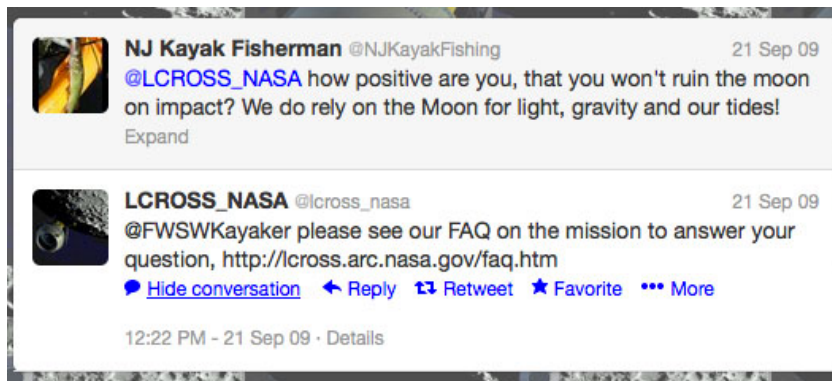 NJ Kayak Fisherman @NJKayakFishing 21 Sep 09
@LCROSS_NASA how positive are you, that you won't ruin the moon
on impact? We do rely on the Moon for light, gravity and our tides!
Expand
LCROSS_NASA @lcross_nasa 21 Sep 09
@FWSWKayaker please see our FAQ on the mission to answer your
question, http://lcross.arc.nasa.gov/faq.htm
Hide conversation Reply Retweet Favorite More
12:22 PM - 21 Sep 09 · Details